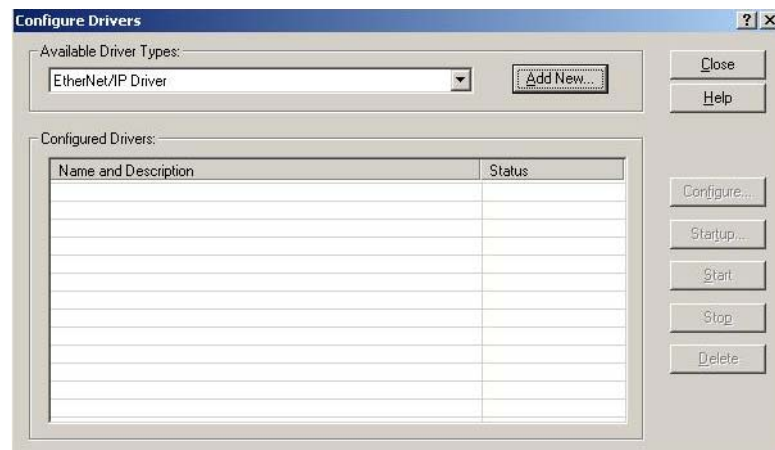 Configure Drivers
Available Driver Types:
EtherNet/IP Driver
Add New...
Close
Help
Configured Drivers:
Name and Description Status
Configure...
Startup...
Start
Stop
Delete